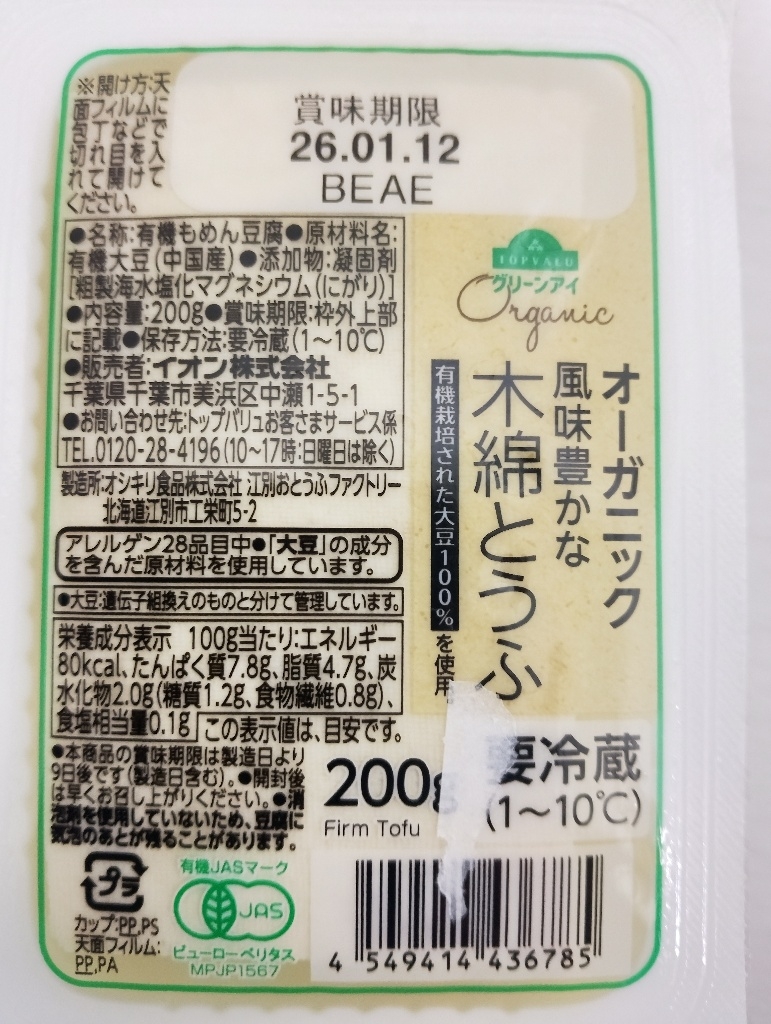 ※開け方:天
面フィルムに
包丁などで
切れ目を入
れて開けて
ください。
賞味期限
26.01.12
BEAE
●名称:有機もめん豆腐●原材料名:
有機大豆(中国産)●添加物:凝固剤
[粗製海水塩化マグネシウム(にがり)]
●内容量:200g●賞味期限:枠外上部
に記載●保存方法:要冷蔵(1〜10℃)
●販売者:イオン株式会社
千葉県千葉市美浜区中瀬1-5-1
●お問い合わせ先:トップバリュお客さまサービス係
TEL.0120-28-4196(10〜17時:日曜日は除く)
製造所:オシキリ食品株式会社 江別おとうふファクトリー
北海道江別市工栄町5-2
アレルゲン28品目中●「大豆」の成分
を含んだ原材料を使用しています。
●大豆:遺伝子組換えのものと分けて管理しています。
栄養成分表示 100g当たり:エネルギー
80kcal、たんぱく質7.8g、脂質4.7g、炭
水化物2.0g(糖質1.2g、食物繊維0.8g)、
食塩相当量0.1g この表示値は、目安です。
●本商品の賞味期限は製造日より
9日後です(製造日含む)。●開封後
は早くお召し上がりください。●消
泡剤を使用していないため、豆腐に
気泡のあとが残ることがあります。
プラ
カップ:PP,PS
天面フィルム:
PP,PA
有機JASマーク
JAS
ビューローベリタス
MPJP1567
TOPVALU
グリーンアイ
Organic
オーガニック
風味豊かな
木綿とうふ
有機栽培された大豆100%を使用
200g
Firm Tofu
要冷蔵
(1〜10℃)
4 549414 436785